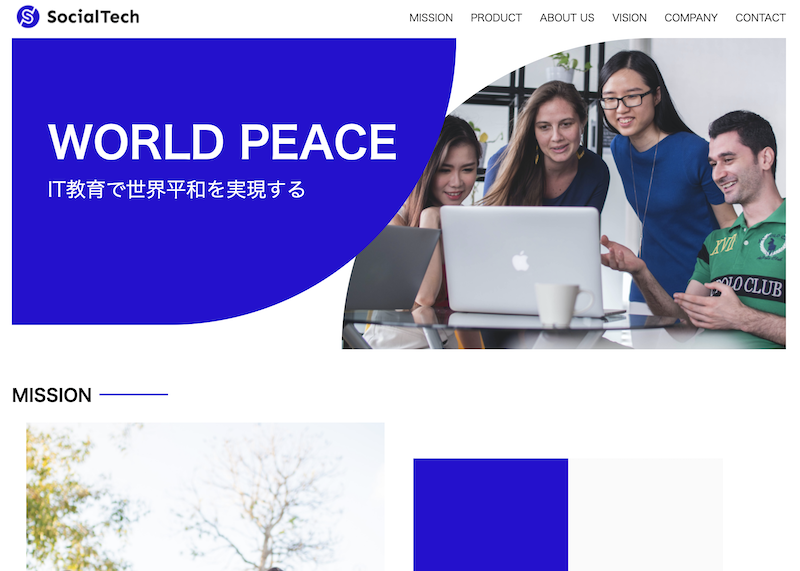 SocialTech
MISSION PRODUCT ABOUT US VISION COMPANY CONTACT
WORLD PEACE
IT教育で世界平和を実現する
XVII
POLO CLUB
MISSION